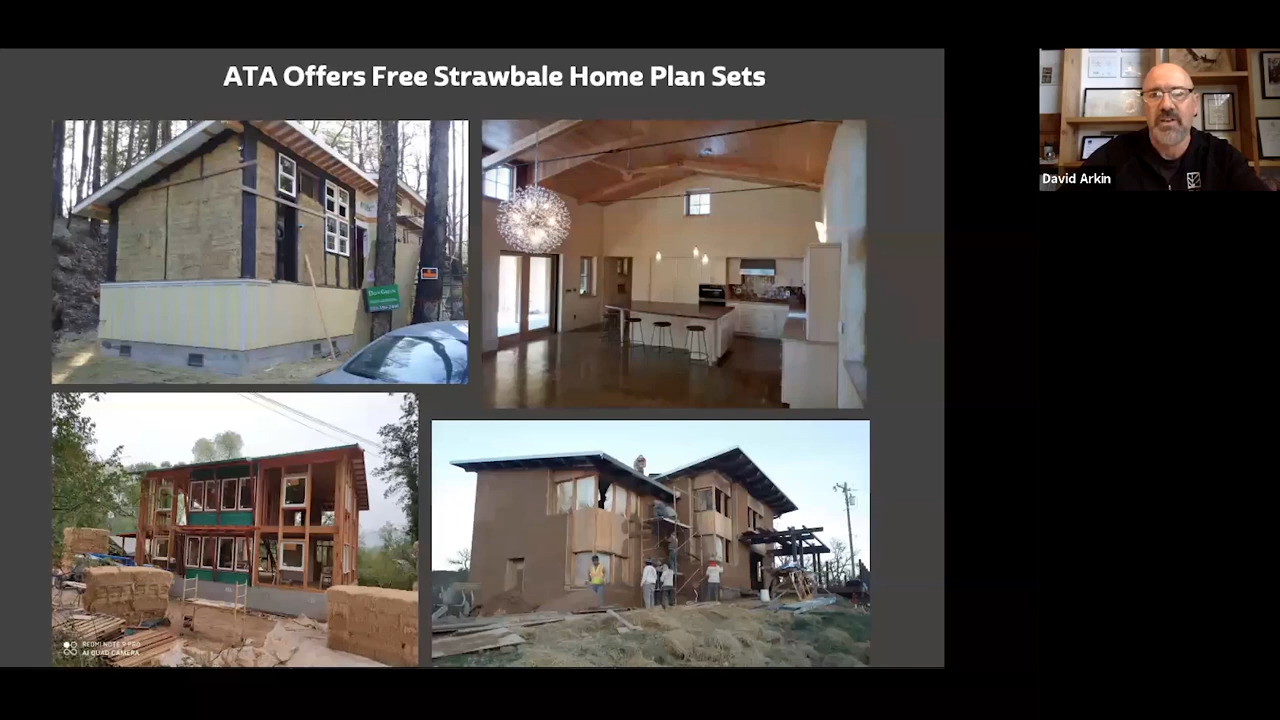 ATA Offers Free Strawbale Home Plan Sets
David Arkin
REDMI NOTE 9 PRO
AI QUAD CAMERA